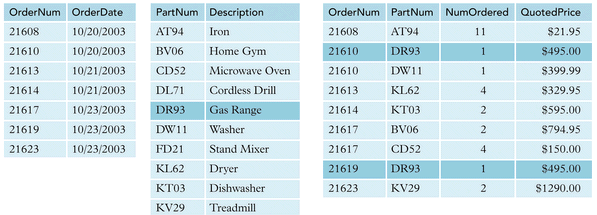 OrderNum OrderDate
21608 10/20/2003
21610 10/20/2003
21613 10/21/2003
21614 10/21/2003
21617 10/23/2003
21619 10/23/2003
21623 10/23/2003
PartNum Description
AT94 Iron
BV06 Home Gym
CD52 Microwave Oven
DL71 Cordless Drill
DR93 Gas Range
DW11 Washer
FD21 Stand Mixer
KL62 Dryer
KT03 Dishwasher
KV29 Treadmill
OrderNum PartNum NumOrdered QuotedPrice
21608 AT94 11 $21.95
21610 DR93 1 $495.00
21610 DW11 1 $399.99
21613 KL62 4 $329.95
21614 KT03 2 $595.00
21617 BV06 2 $794.95
21617 CD52 4 $150.00
21619 DR93 1 $495.00
21623 KV29 2 $1290.00